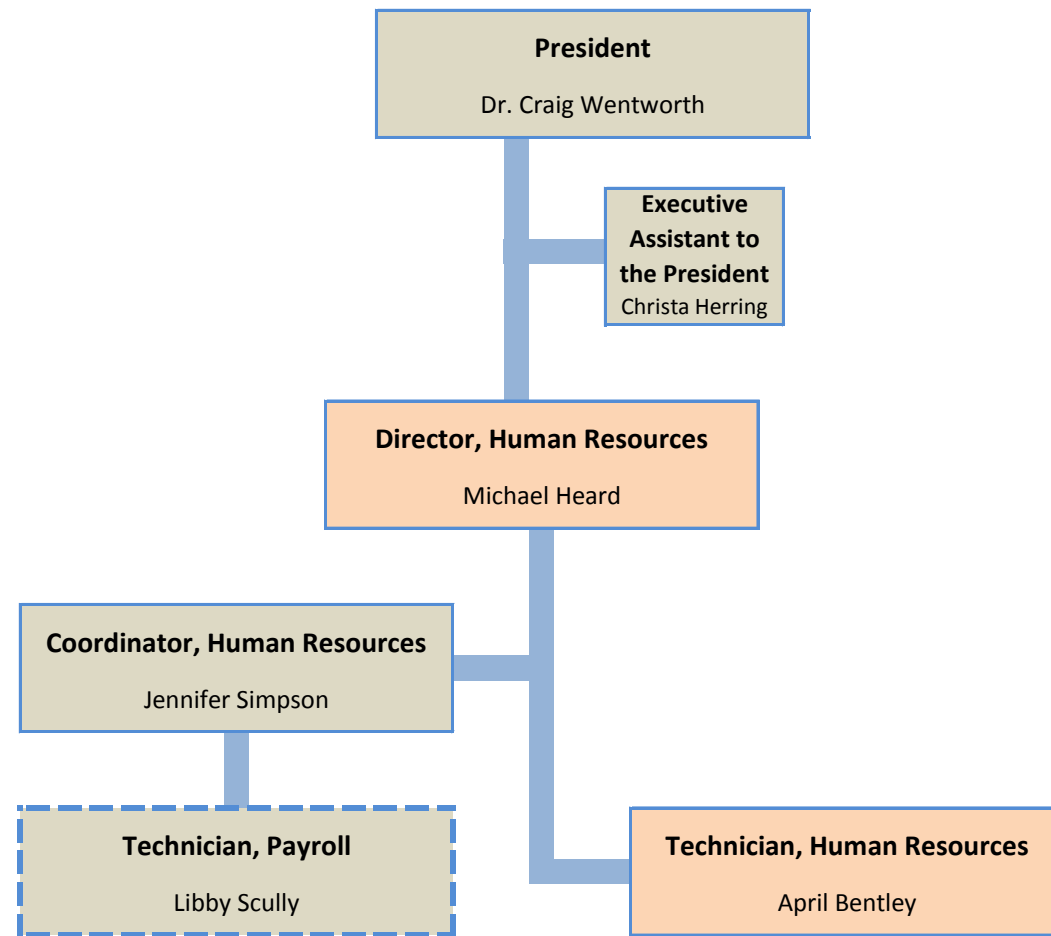 President
Dr. Craig Wentworth
Executive
Assistant to
the President
Christa Herring
Director, Human Resources
Michael Heard
Coordinator, Human Resources
Jennifer Simpson
Technician, Payroll
Libby Scully
Technician, Human Resources
April Bentley